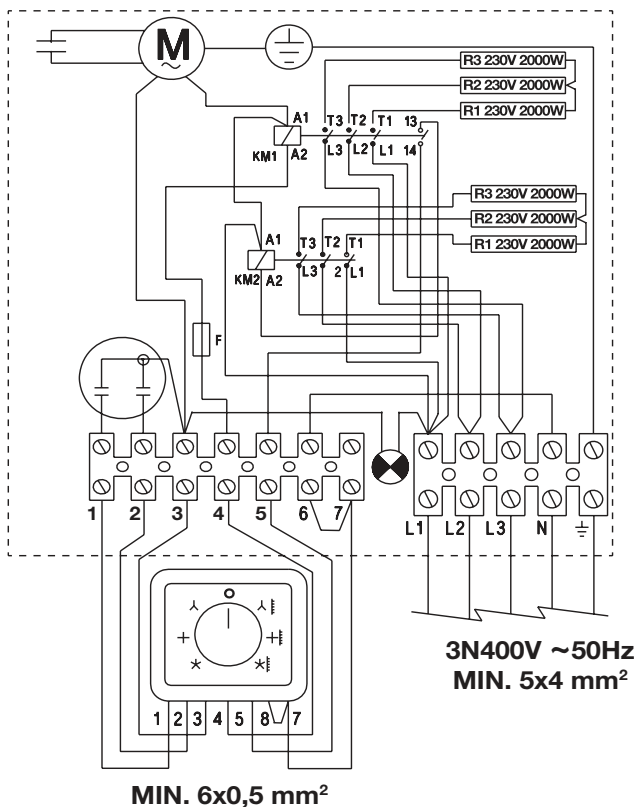 M
~
R3 230V 2000W
R2 230V 2000W
R1 230V 2000W
A1 T3 T2 T1 13
KM1 A2 L3 L2 L1 14
R3 230V 2000W
R2 230V 2000W
R1 230V 2000W
A1 T3 T2 T1
KM2 A2 L3 2 L1
F
1 2 3 4 5 6 7
L1 L2 L3 N
3N400V ~50Hz
MIN. 5x4 mm²
1 2 3 4 5 8 7
MIN. 6x0,5 mm²